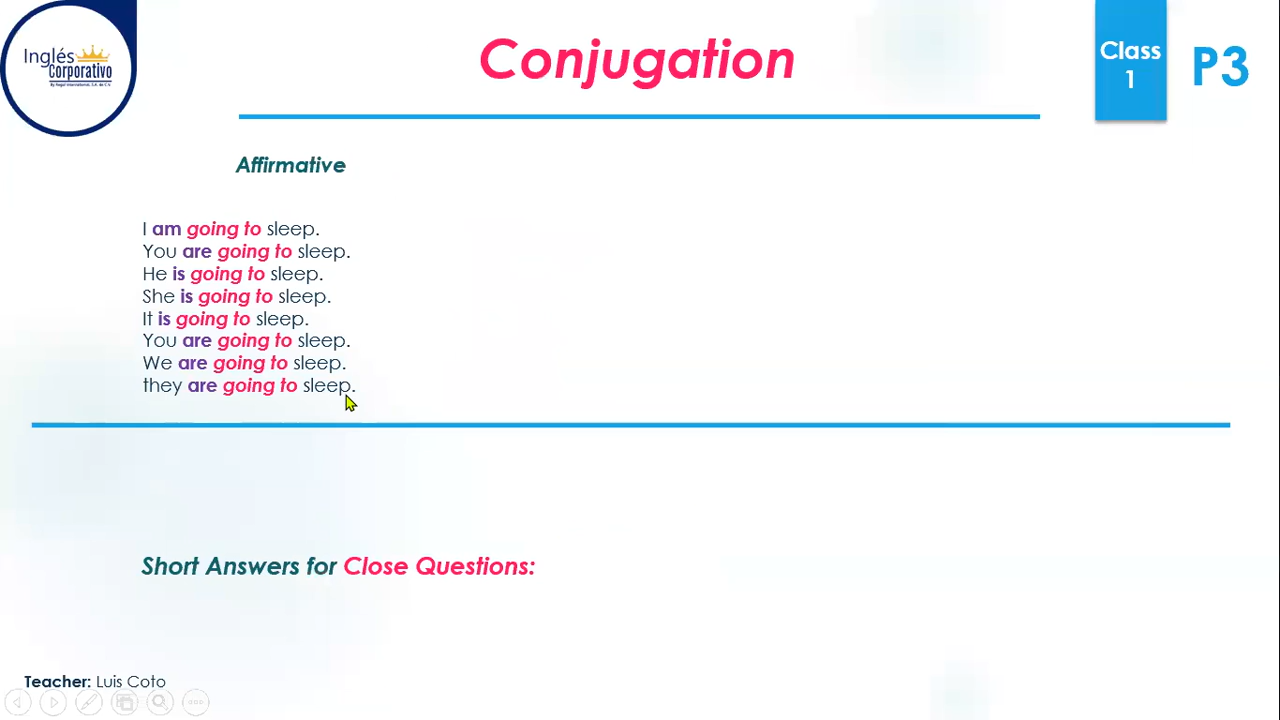 Inglés
Corporativo
Conjugation
Class
1
P3
Affirmative
I am going to sleep.
You are going to sleep.
He is going to sleep.
She is going to sleep.
It is going to sleep.
You are going to sleep.
We are going to sleep.
they are going to sleep.
Short Answers for Close Questions:
Teacher: Luis Coto